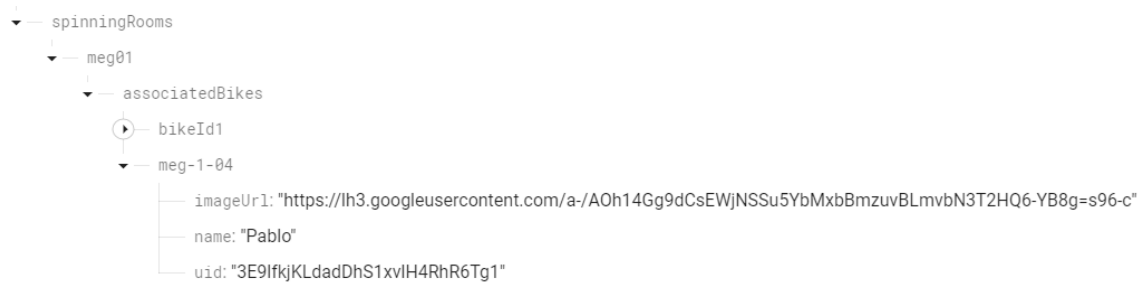 spinningRooms
meg01
associatedBikes
bikeId1
meg-1-04
imageUrl: "https://lh3.googleusercontent.com/a-/AOh14Gg9dCsEWjNSSu5YbMxbBmzuvBLmvbN3T2HQ6-YB8g=s96-c"
name: "Pablo"
uid: "3E9IfkjKLdadDhS1xvIH4RhR6Tg1"